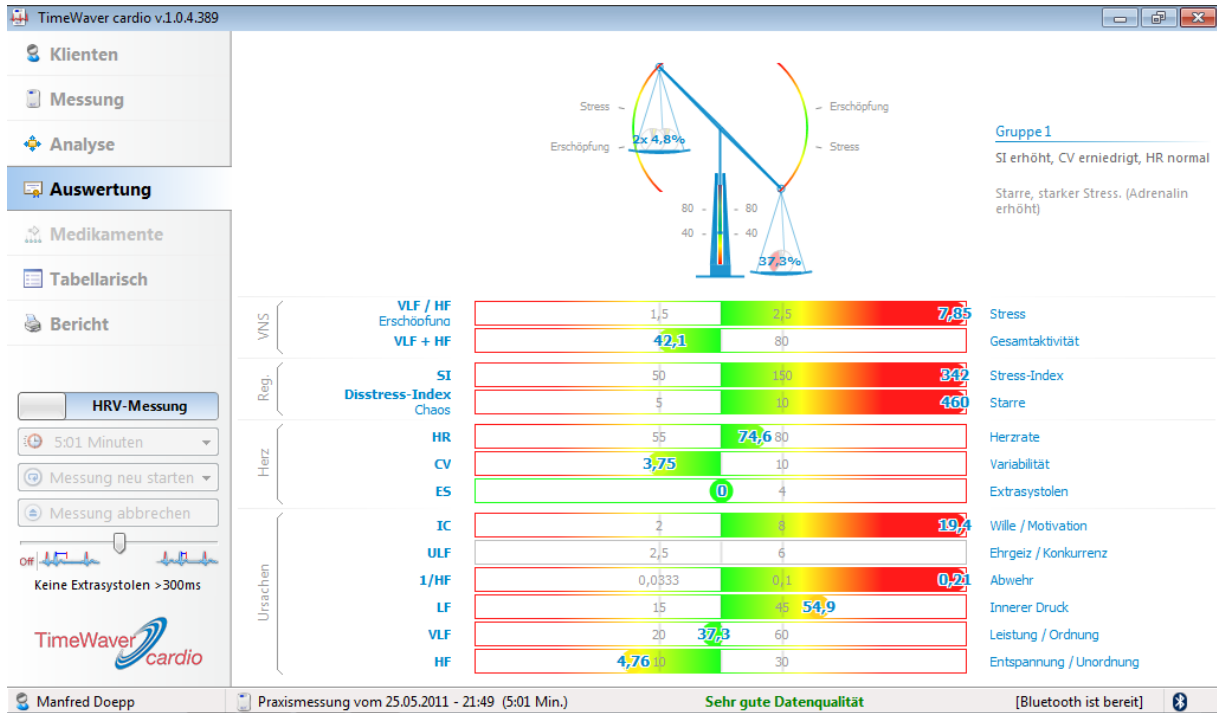 TimeWaver cardio v.1.0.4.389
Klienten
Messung
Analyse
Auswertung
Medikamente
Tabellarisch
Bericht
HRV-Messung
5:01 Minuten
Messung neu starten
Messung abbrechen
Off
Keine Extrasystolen >300ms
TimeWaver
cardio
Stress
Erschöpfung
2x 4,8%
Erschöpfung
Stress
80 80
40 40
37,3%
Gruppe 1
SI erhöht, CV erniedrigt, HR normal
Starre, starker Stress. (Adrenalin
erhöht)
VNS
VLF / HF 1,5 2,5 7,85 Stress
Erschöpfung
VLF + HF 42,1 80 Gesamtaktivität
Reg.
SI 50 150 342 Stress-Index
Disstress-Index 5 10 460 Starre
Chaos
Herz
HR 55 74,6 80 Herzrate
CV 3,75 10 Variabilität
ES 0 4 Extrasystolen
Ursachen
IC 2 8 19,4 Wille / Motivation
ULF 2,5 6 Ehrgeiz / Konkurrenz
1/HF 0,0333 0,1 0,21 Abwehr
LF 15 45 54,9 Innerer Druck
VLF 20 37,3 60 Leistung / Ordnung
HF 4,76 10 30 Entspannung / Unordnung
Manfred Doepp
Praxismessung vom 25.05.2011 - 21:49 (5:01 Min.)
Sehr gute Datenqualität
[Bluetooth ist bereit]